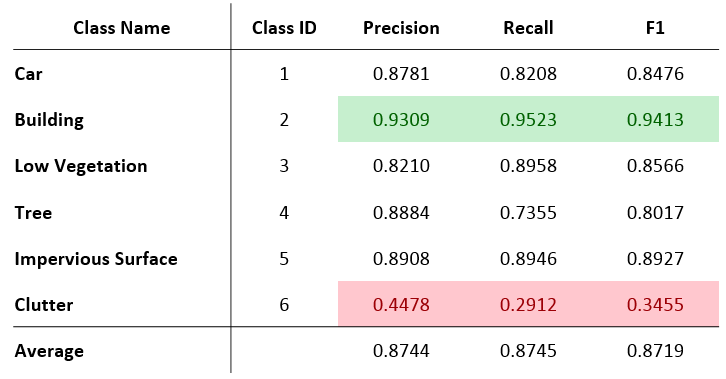 Class Name Class ID Precision Recall F1
Car 1 0.8781 0.8208 0.8476
Building 2 0.9309 0.9523 0.9413
Low Vegetation 3 0.8210 0.8958 0.8566
Tree 4 0.8884 0.7355 0.8017
Impervious Surface 5 0.8908 0.8946 0.8927
Clutter 6 0.4478 0.2912 0.3455
Average 0.8744 0.8745 0.8719